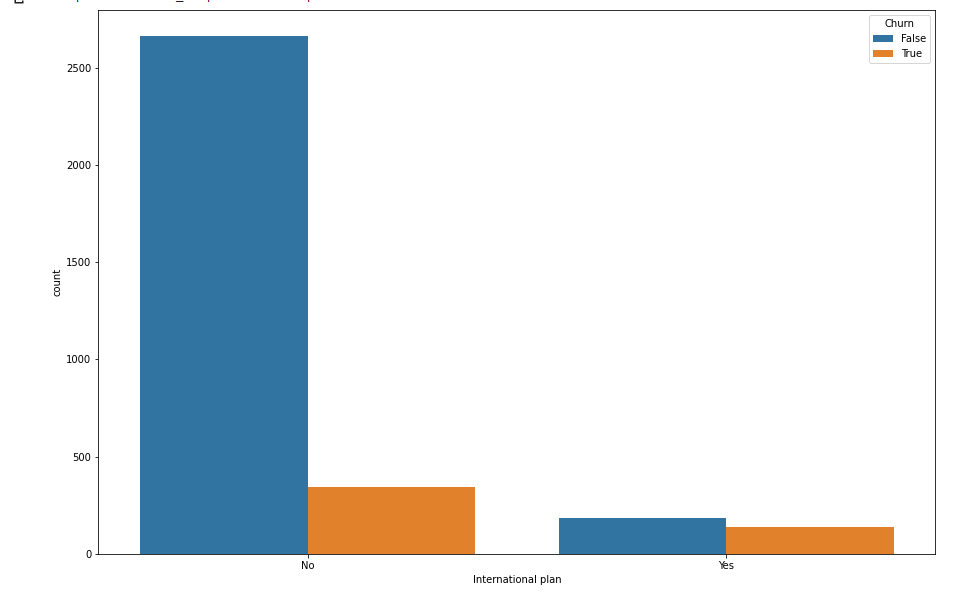 Churn
False
True
2500
2000
1500
1000
500
0
count
No
Yes
International plan